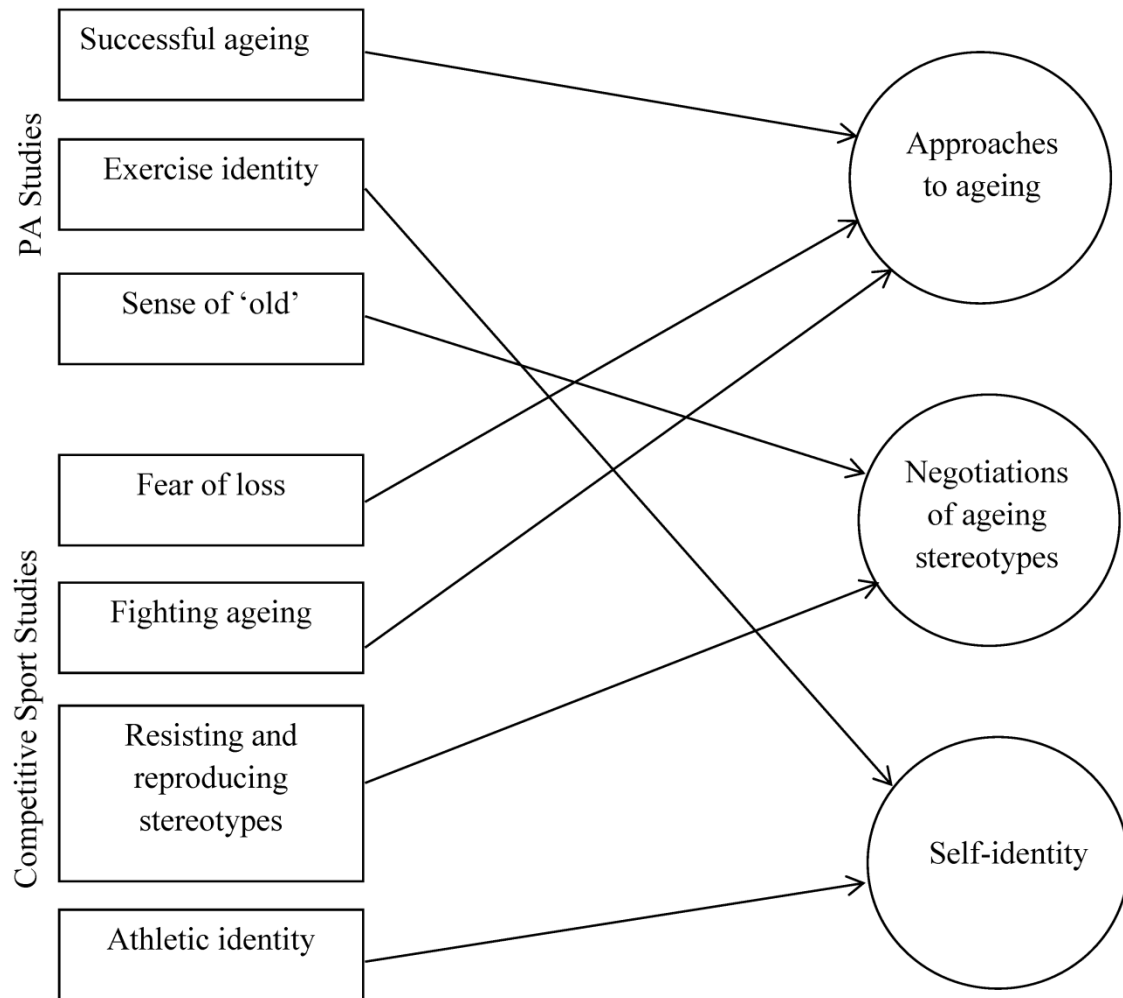 PA Studies
Successful ageing
Exercise identity
Sense of ‘old’
Competitive Sport Studies
Fear of loss
Fighting ageing
Resisting and
reproducing
stereotypes
Athletic identity
Approaches
to ageing
Negotiations
of ageing
stereotypes
Self-identity